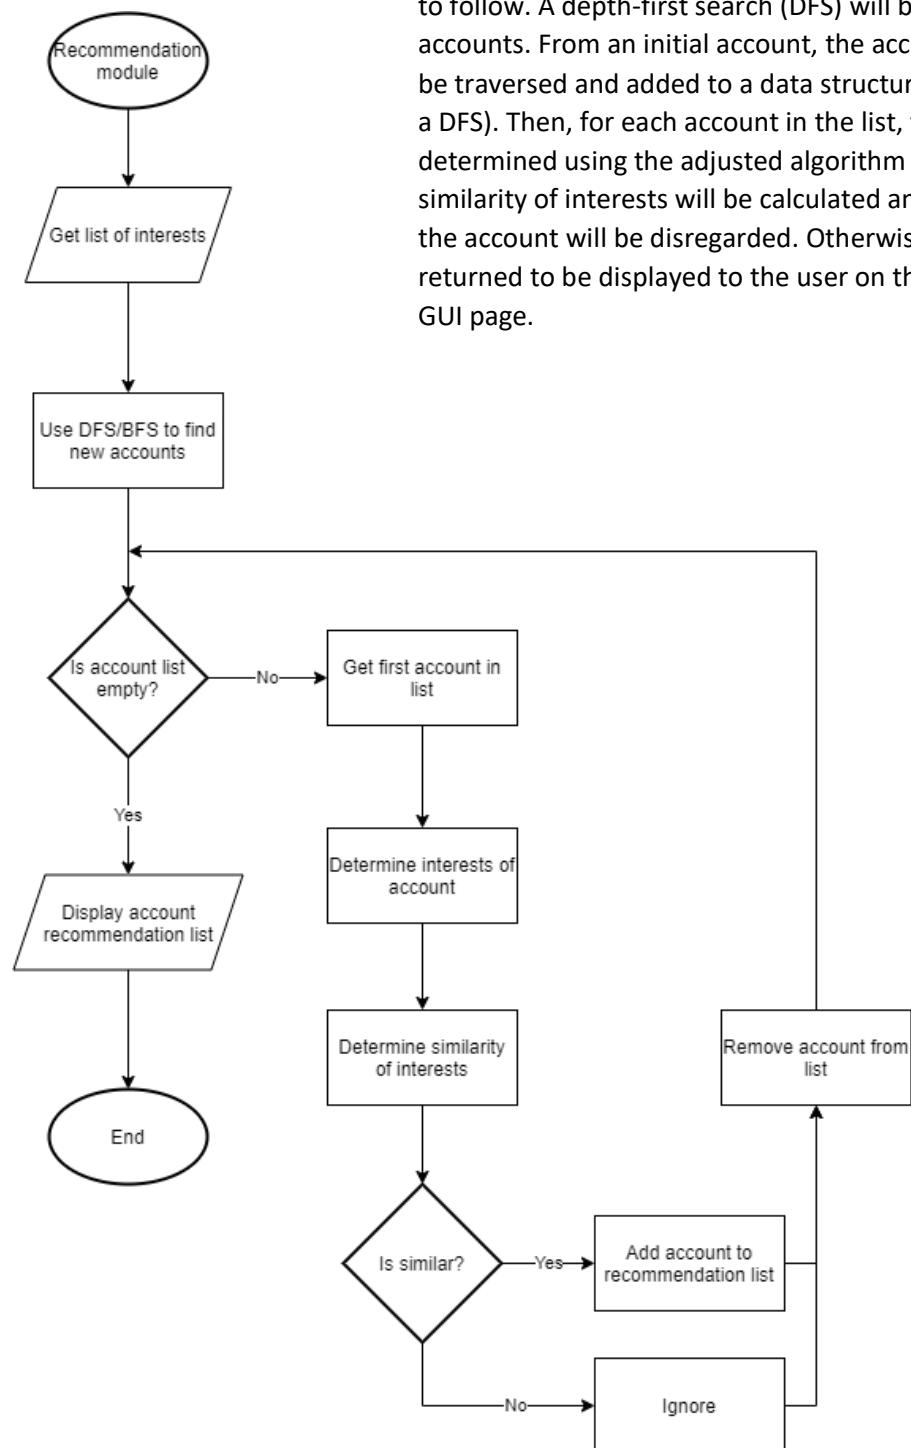 to follow. A depth-first search (DFS) will b
accounts. From an initial account, the acc
be traversed and added to a data structur
a DFS). Then, for each account in the list,
determined using the adjusted algorithm
similarity of interests will be calculated an
the account will be disregarded. Otherwis
returned to be displayed to the user on th
GUI page.
Recommendation
module
Get list of interests
Use DFS/BFS to find
new accounts
Is account list
empty?
No
Get first account in
list
Yes
Determine interests of
account
Display account
recommendation list
Determine similarity
of interests
Remove account from
list
End
Is similar?
Yes
Add account to
recommendation list
No
Ignore